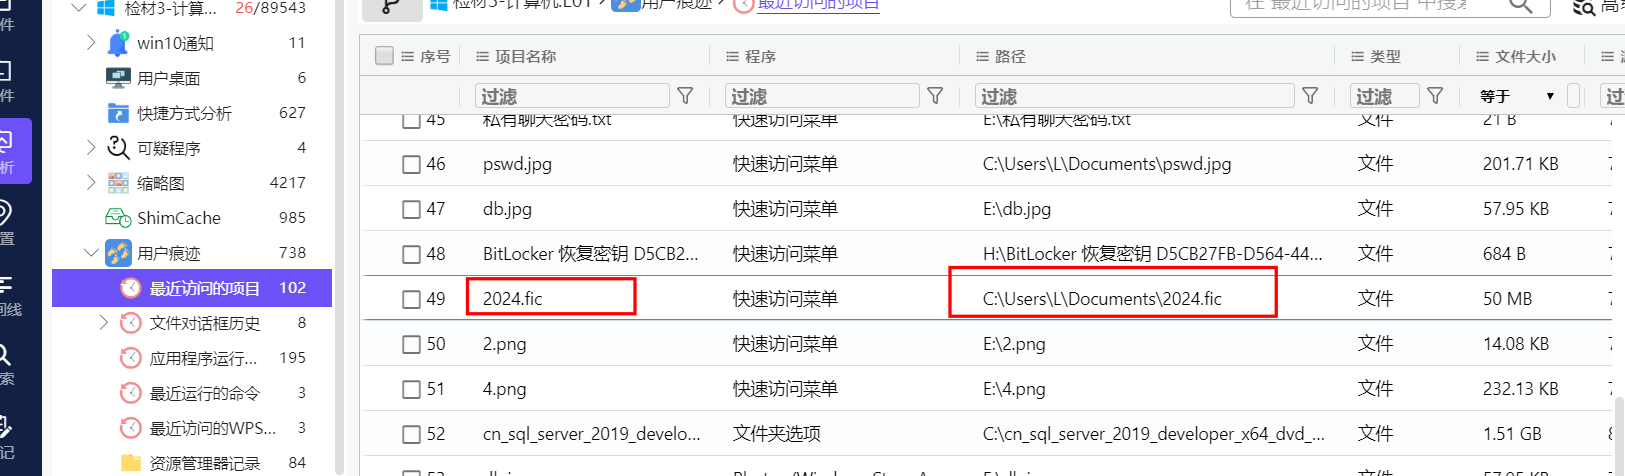 检材3-计算... 26/89543
win10通知 11
用户桌面 6
快捷方式分析 627
可疑程序 4
缩略图 4217
ShimCache 985
用户痕迹 738
最近访问的项目 102
文件对话框历史 8
应用程序运行... 195
最近运行的命令 3
最近访问的WPS... 3
资源管理器记录 84
件
件
析
置
间线
索
记
检材3-计算机.E01 用户痕迹 最近访问的项目 在 最近访问的项目 中搜索 高
序号 项目名称 程序 路径 类型 文件大小
过滤 过滤 过滤 过滤 等于 过
45 私有聊天密码.txt 快速访问菜单 E:\私有聊天密码.txt 文件 21 B
46 pswd.jpg 快速访问菜单 C:\Users\L\Documents\pswd.jpg 文件 201.71 KB
47 db.jpg 快速访问菜单 E:\db.jpg 文件 57.95 KB
48 BitLocker 恢复密钥 D5CB2... 快速访问菜单 H:\BitLocker 恢复密钥 D5CB27FB-D564-44... 文件 684 B
49 2024.fic 快速访问菜单 C:\Users\L\Documents\2024.fic 文件 50 MB
50 2.png 快速访问菜单 E:\2.png 文件 14.08 KB
51 4.png 快速访问菜单 E:\4.png 文件 232.13 KB
52 cn_sql_server_2019_develo... 文件夹选项 C:\cn_sql_server_2019_developer_x64_dvd_... 文件 1.51 GB